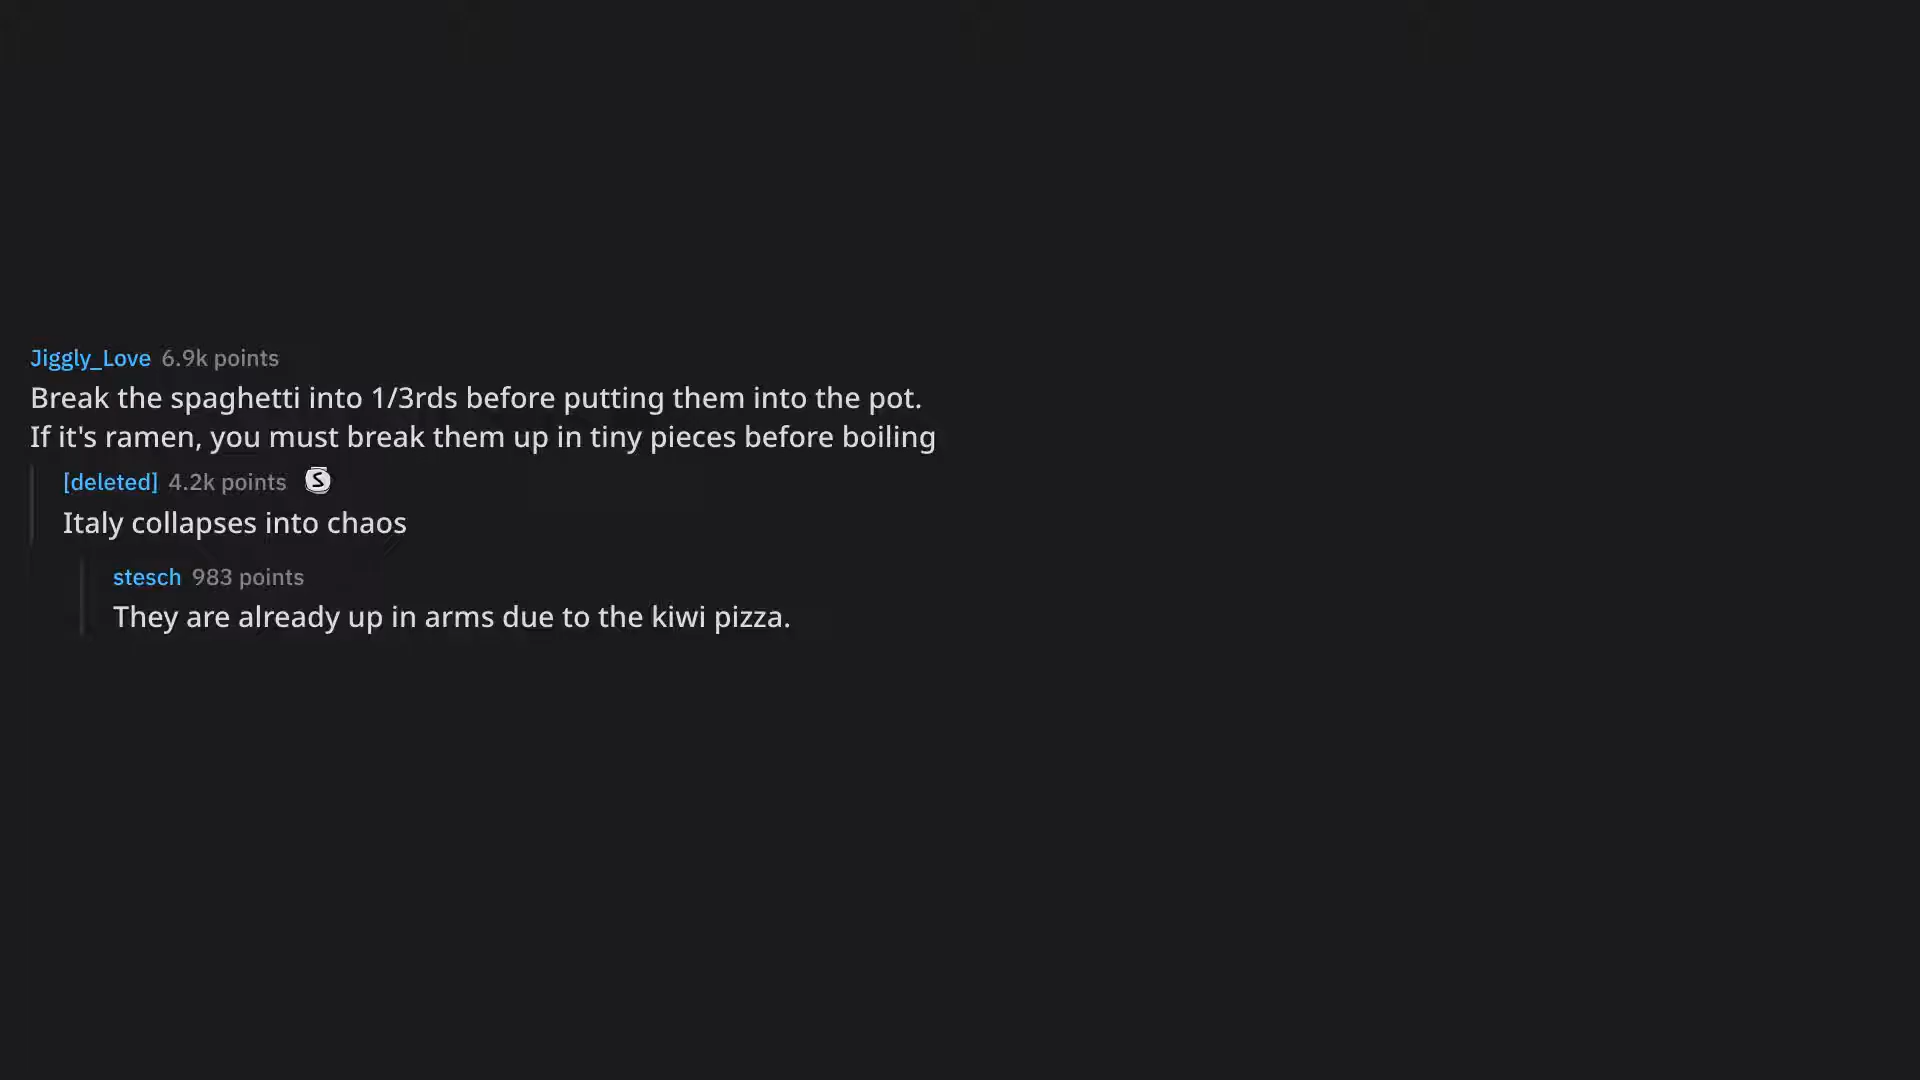 Jiggly_Love 6.9k points
Break the spaghetti into 1/3rds before putting them into the pot.
If it's ramen, you must break them up in tiny pieces before boiling
[deleted] 4.2k points S
Italy collapses into chaos
stesch 983 points
They are already up in arms due to the kiwi pizza.